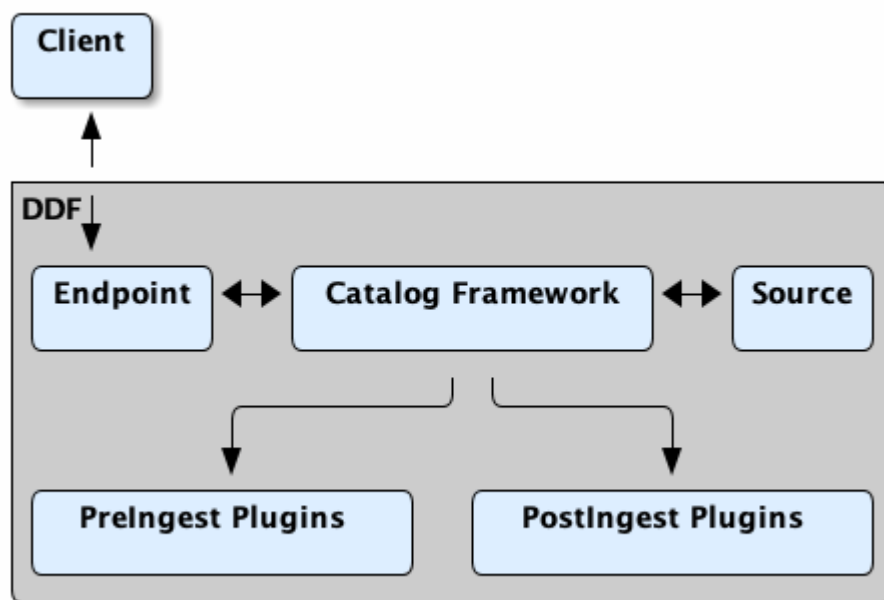 Client
DDF
Endpoint
Catalog Framework
Source
PreIngest Plugins
PostIngest Plugins